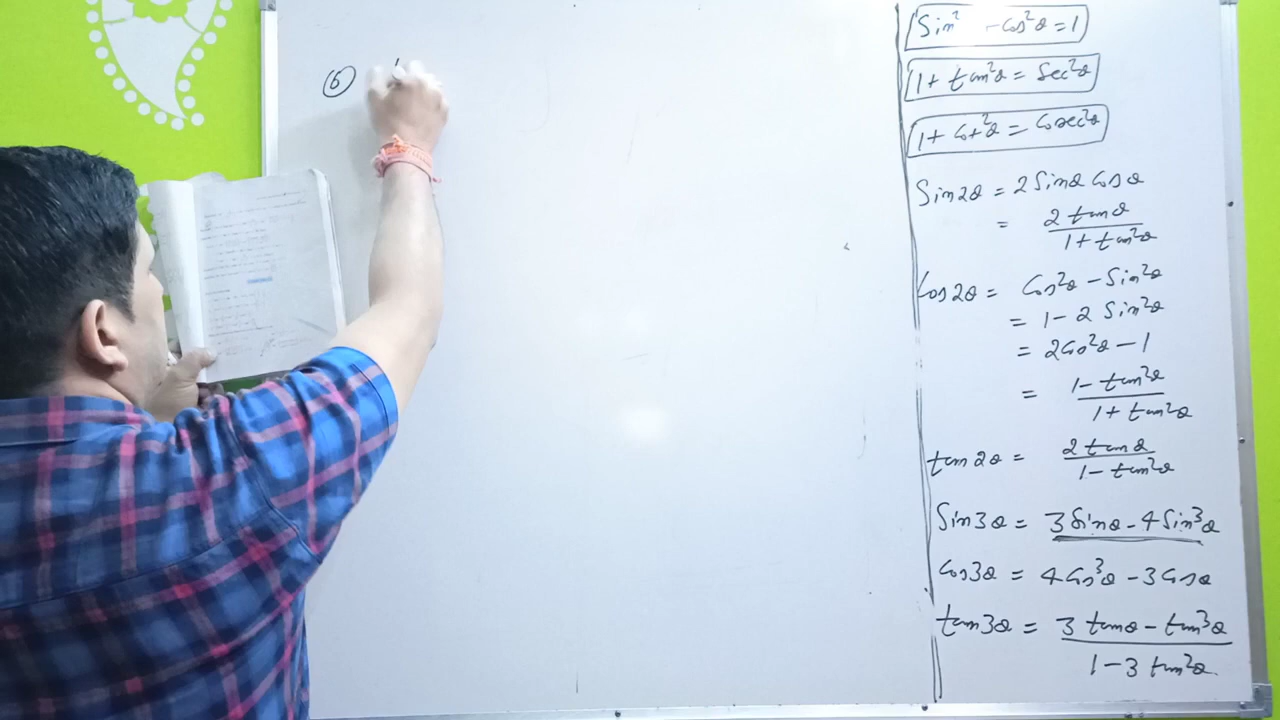 6
Sin² - cos²θ = 1
1 + tan²θ = Sec²θ
1 + cot²θ = Cosec²θ
Sin2θ = 2 Sinθ Cosθ
= 2 tanθ / 1 + tan²θ
Cos2θ = Cos²θ - Sin²θ
= 1 - 2 Sin²θ
= 2Cos²θ - 1
= 1 - tan²θ / 1 + tan²θ
tan2θ = 2 tanθ / 1 - tan²θ
Sin3θ = 3 Sinθ - 4 Sin³θ
Cos3θ = 4 Cos³θ - 3 Cosθ
tan3θ = 3 tanθ - tan³θ / 1 - 3 tan²θ